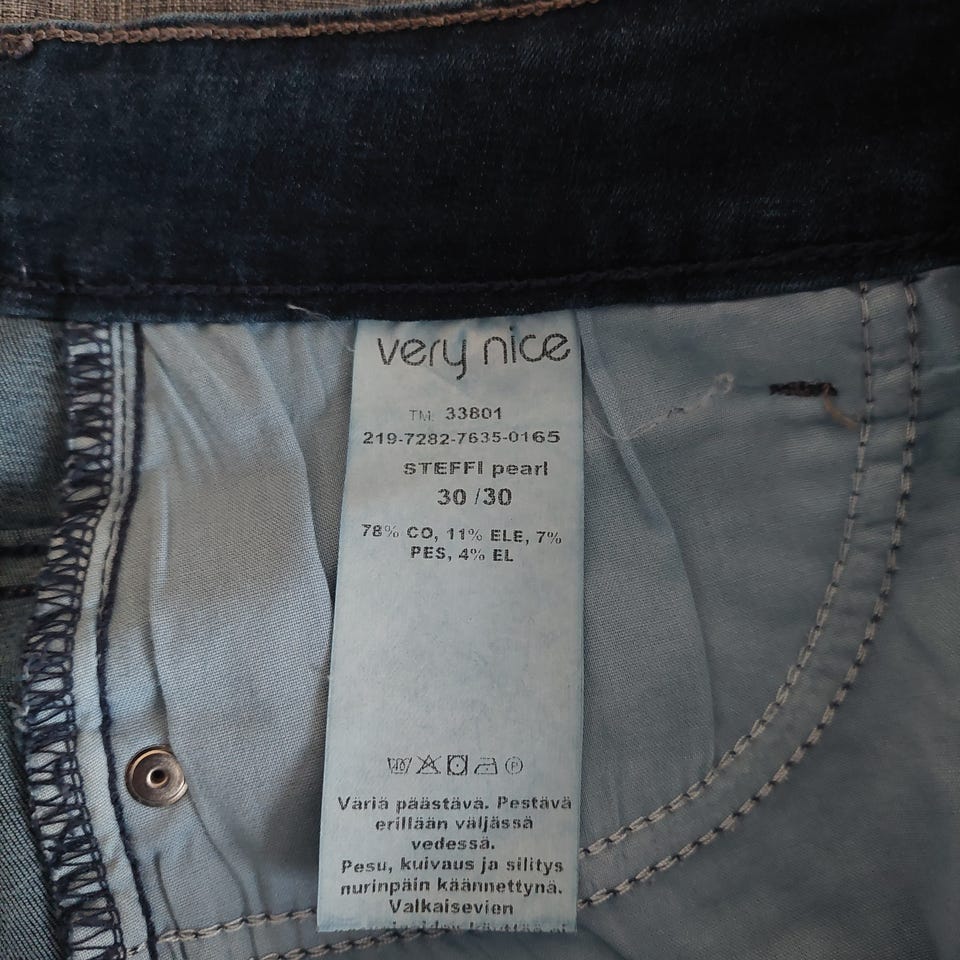 very nice
TM. 33801
219-7282-7635-0165
STEFFI pearl
30 /30
78% CO, 11% ELE, 7%
PES, 4% EL
Väriä päästävä. Pestävä
erillään väljässä
vedessä.
Pesu, kuivaus ja silitys
nurinpäin käännettynä.
Valkaisevien